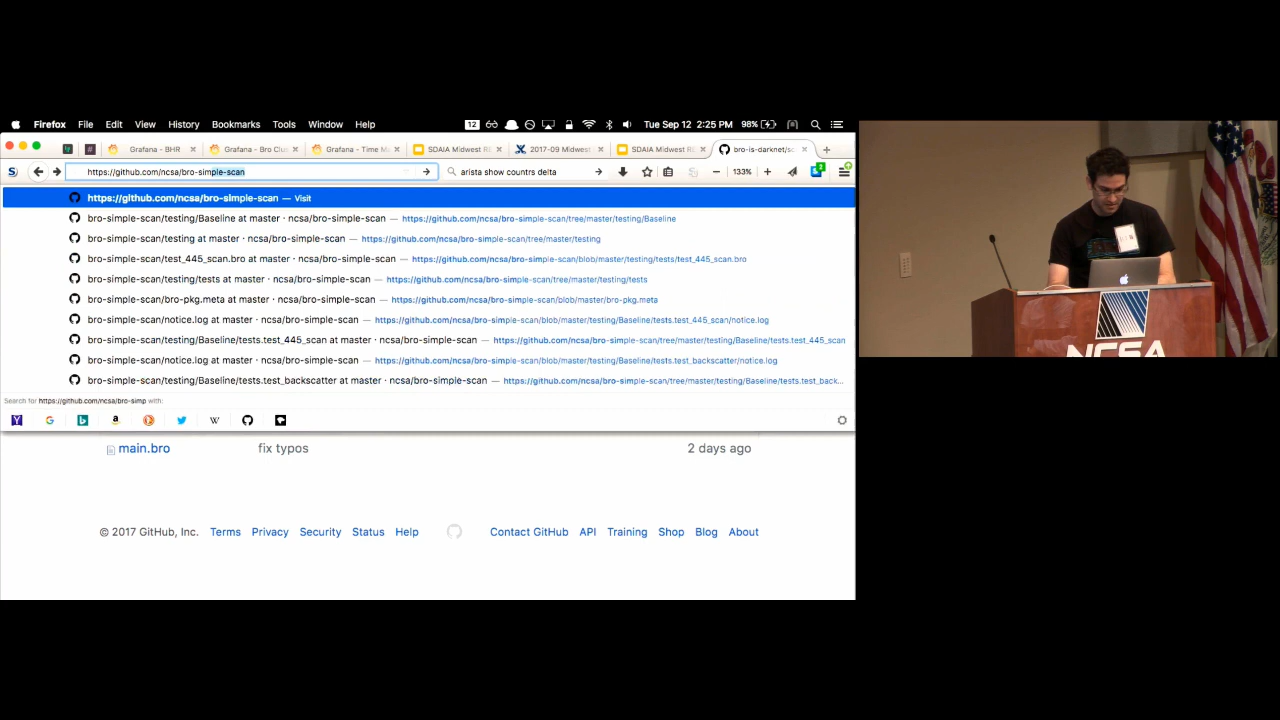 Firefox File Edit View History Bookmarks Tools Window Help 12 Tue Sep 12 2:25 PM 98%
Grafana - BHR × Grafana - Bro Clus × Grafana - Time M × SDAIA Midwest RE × 2017-09 Midwest × SDAIA Midwest RE × bro-is-darknet/sc × +
https://github.com/ncsa/bro-simple-scan arista show countrs delta 133%
https://github.com/ncsa/bro-simple-scan — Visit
bro-simple-scan/testing/Baseline at master · ncsa/bro-simple-scan — https://github.com/ncsa/bro-simple-scan/tree/master/testing/Baseline
bro-simple-scan/testing at master · ncsa/bro-simple-scan — https://github.com/ncsa/bro-simple-scan/tree/master/testing
bro-simple-scan/test_445_scan.bro at master · ncsa/bro-simple-scan — https://github.com/ncsa/bro-simple-scan/blob/master/testing/tests/test_445_scan.bro
bro-simple-scan/testing/tests at master · ncsa/bro-simple-scan — https://github.com/ncsa/bro-simple-scan/tree/master/testing/tests
bro-simple-scan/bro-pkg.meta at master · ncsa/bro-simple-scan — https://github.com/ncsa/bro-simple-scan/blob/master/bro-pkg.meta
bro-simple-scan/notice.log at master · ncsa/bro-simple-scan — https://github.com/ncsa/bro-simple-scan/blob/master/testing/Baseline/tests.test_445_scan/notice.log
bro-simple-scan/testing/Baseline/tests.test_445_scan at master · ncsa/bro-simple-scan — https://github.com/ncsa/bro-simple-scan/tree/master/testing/Baseline/tests.test_445_scan
bro-simple-scan/notice.log at master · ncsa/bro-simple-scan — https://github.com/ncsa/bro-simple-scan/blob/master/testing/Baseline/tests.test_backscatter/notice.log
bro-simple-scan/testing/Baseline/tests.test_backscatter at master · ncsa/bro-simple-scan — https://github.com/ncsa/bro-simple-scan/tree/master/testing/Baseline/tests.test_back...
Search for https://github.com/ncsa/bro-simp with:
main.bro fix typos 2 days ago
© 2017 GitHub, Inc. Terms Privacy Security Status Help Contact GitHub API Training Shop Blog About
NCSA